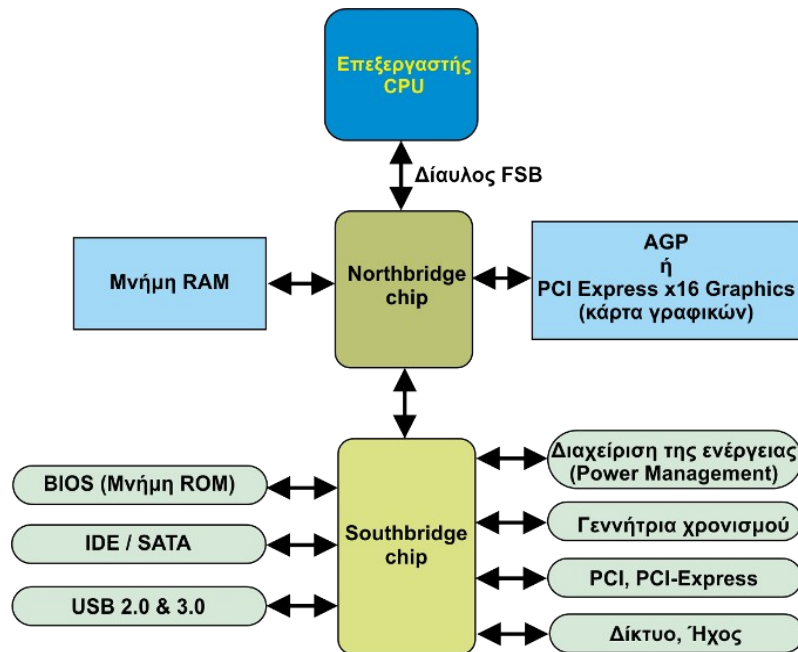 Επεξεργαστής
CPU
Δίαυλος FSB
Μνήμη RAM
Northbridge
chip
AGP
ή
PCI Express x16 Graphics
(κάρτα γραφικών)
BIOS (Μνήμη ROM)
IDE / SATA
USB 2.0 & 3.0
Southbridge
chip
Διαχείριση της ενέργειας
(Power Management)
Γεννήτρια χρονισμού
PCI, PCI-Express
Δίκτυο, Ήχος